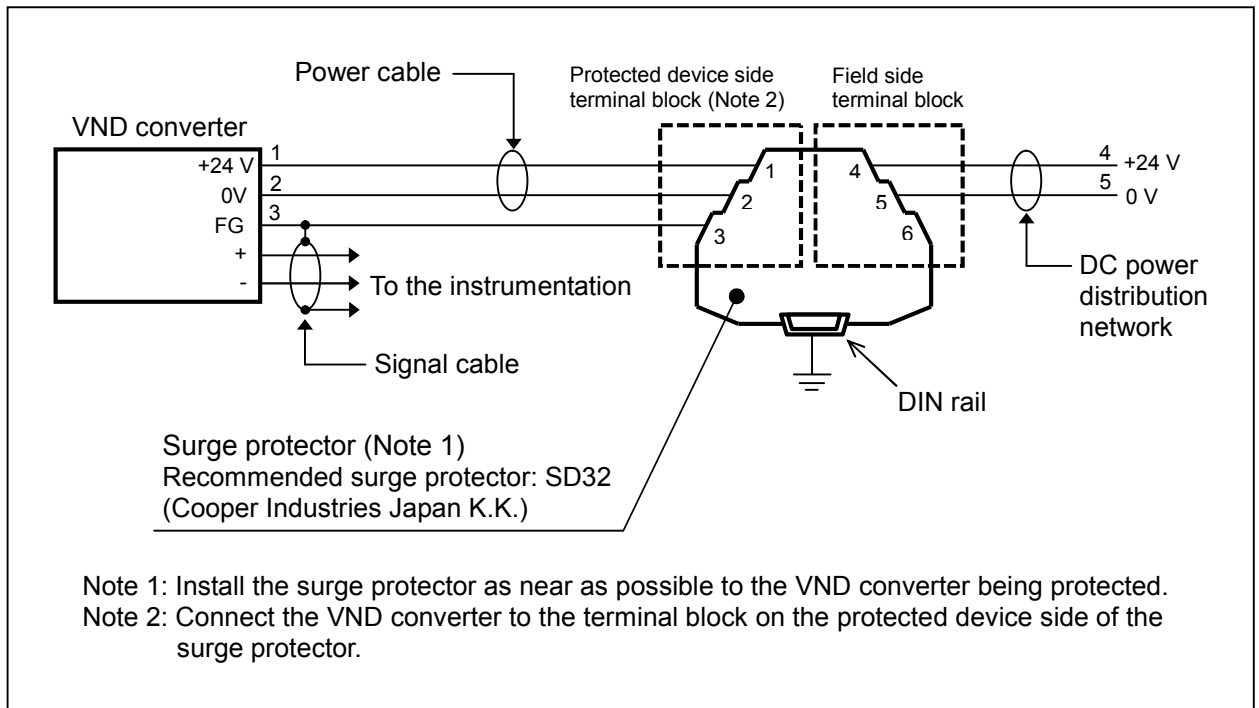 Power cable
Protected device side
terminal block (Note 2)
Field side
terminal block
VND converter
+24 V
0V
FG
+
-
1
2
3
1
2
3
4
5
6
4
+24 V
5
0 V
To the instrumentation
Signal cable
DC power
distribution
network
DIN rail
Surge protector (Note 1)
Recommended surge protector: SD32
(Cooper Industries Japan K.K.)
Note 1: Install the surge protector as near as possible to the VND converter being protected.
Note 2: Connect the VND converter to the terminal block on the protected device side of the
surge protector.